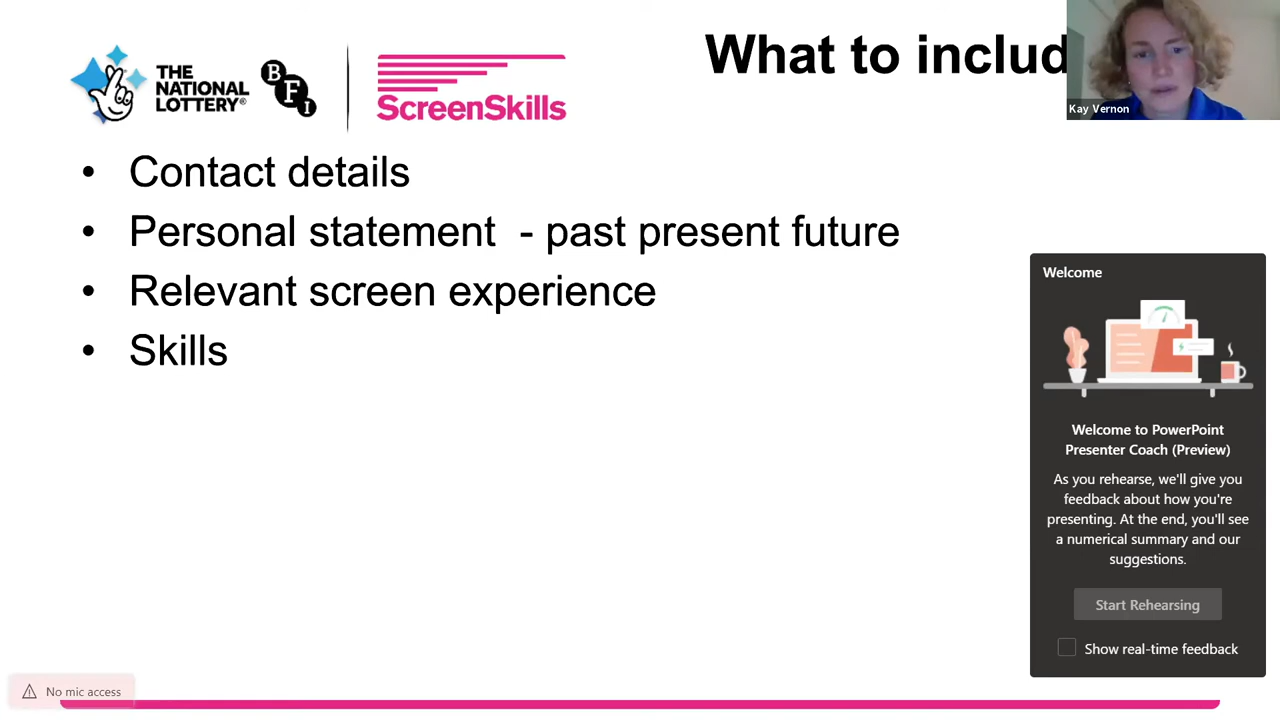 THE
NATIONAL
LOTTERY®
BFI
ScreenSkills
What to includ
Kay Vernon
• Contact details
• Personal statement - past present future
• Relevant screen experience
• Skills
Welcome
Welcome to PowerPoint
Presenter Coach (Preview)
As you rehearse, we'll give you
feedback about how you're
presenting. At the end, you'll see
a numerical summary and our
suggestions.
Start Rehearsing
Show real-time feedback
No mic access